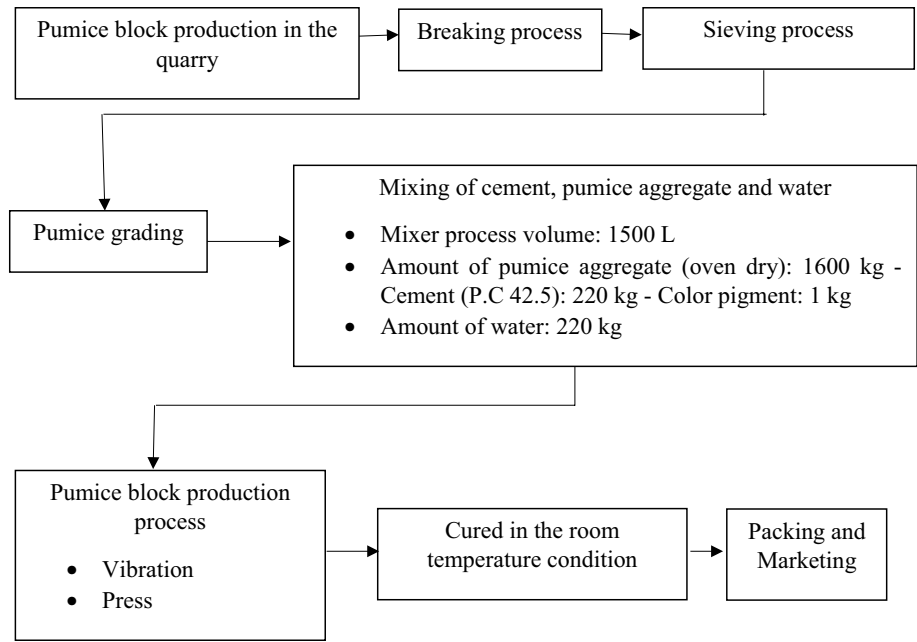 Pumice block production in the
quarry
Breaking process
Sieving process
Pumice grading
Mixing of cement, pumice aggregate and water
• Mixer process volume: 1500 L
• Amount of pumice aggregate (oven dry): 1600 kg -
Cement (P.C 42.5): 220 kg - Color pigment: 1 kg
• Amount of water: 220 kg
Pumice block production
process
• Vibration
• Press
Cured in the room
temperature condition
Packing and
Marketing